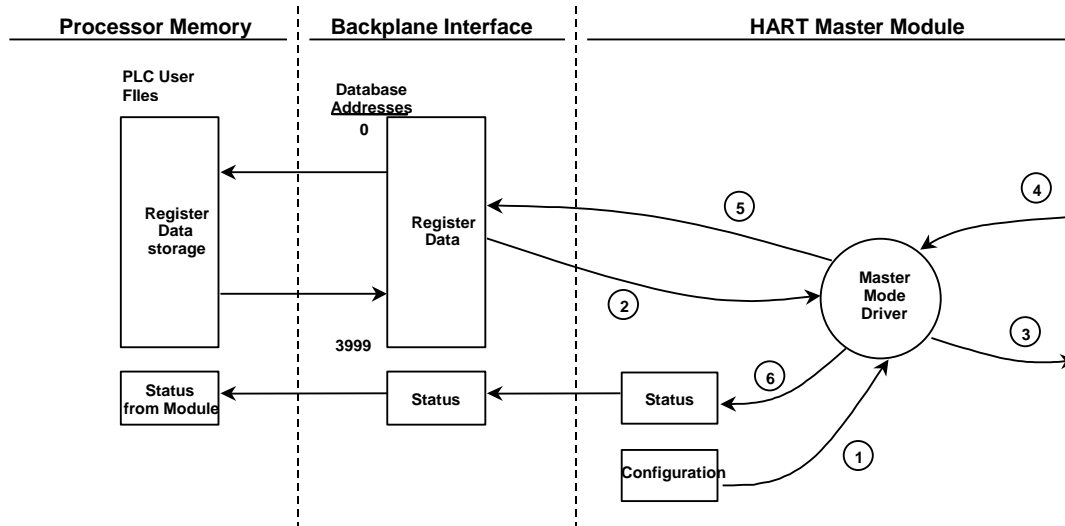 Processor Memory
Backplane Interface
HART Master Module
PLC User
FIles
Database
Addresses
0
Register
Data
storage
Register
Data
3999
Status
from Module
Status
Status
Configuration
Master
Mode
Driver
5
4
2
3
6
1